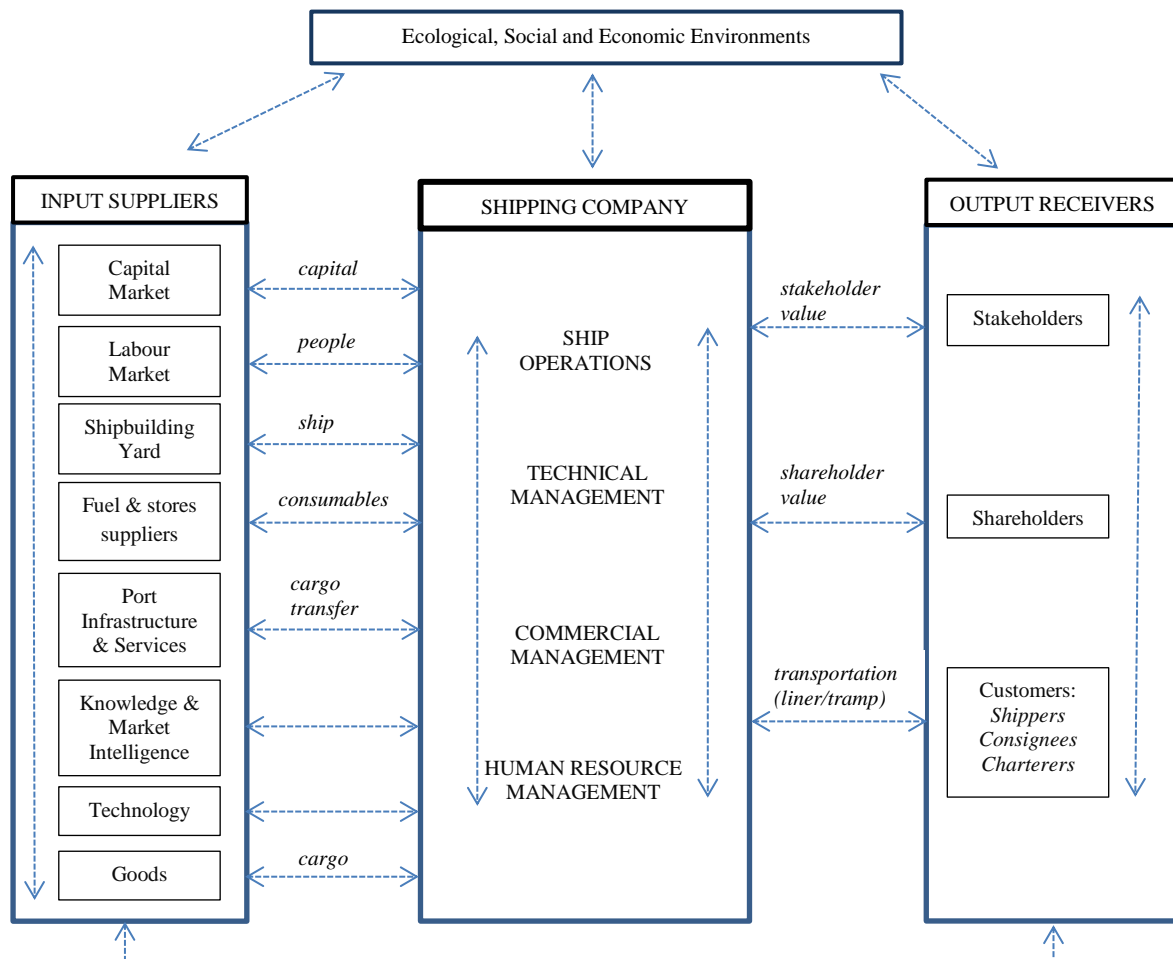 Ecological, Social and Economic Environments
INPUT SUPPLIERS
Capital
Market
Labour
Market
Shipbuilding
Yard
Fuel & stores
suppliers
Port
Infrastructure
& Services
Knowledge &
Market
Intelligence
Technology
Goods
capital
people
ship
consumables
cargo
transfer
cargo
SHIPPING COMPANY
SHIP
OPERATIONS
TECHNICAL
MANAGEMENT
COMMERCIAL
MANAGEMENT
HUMAN RESOURCE
MANAGEMENT
stakeholder
value
shareholder
value
transportation
(liner/tramp)
OUTPUT RECEIVERS
Stakeholders
Shareholders
Customers:
Shippers
Consignees
Charterers